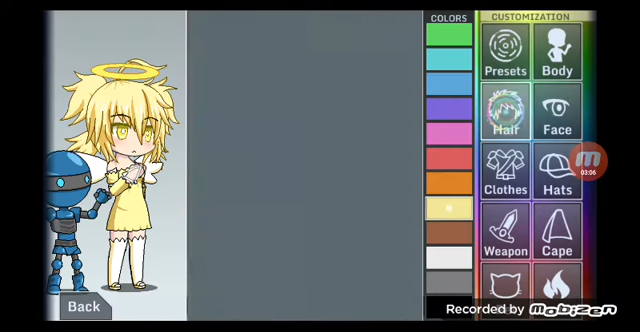 COLORS
CUSTOMIZATION
Presets
Body
Hair
Face
Clothes
Hats
Weapon
Cape
M
03:06
Back
Recorded by mobizen